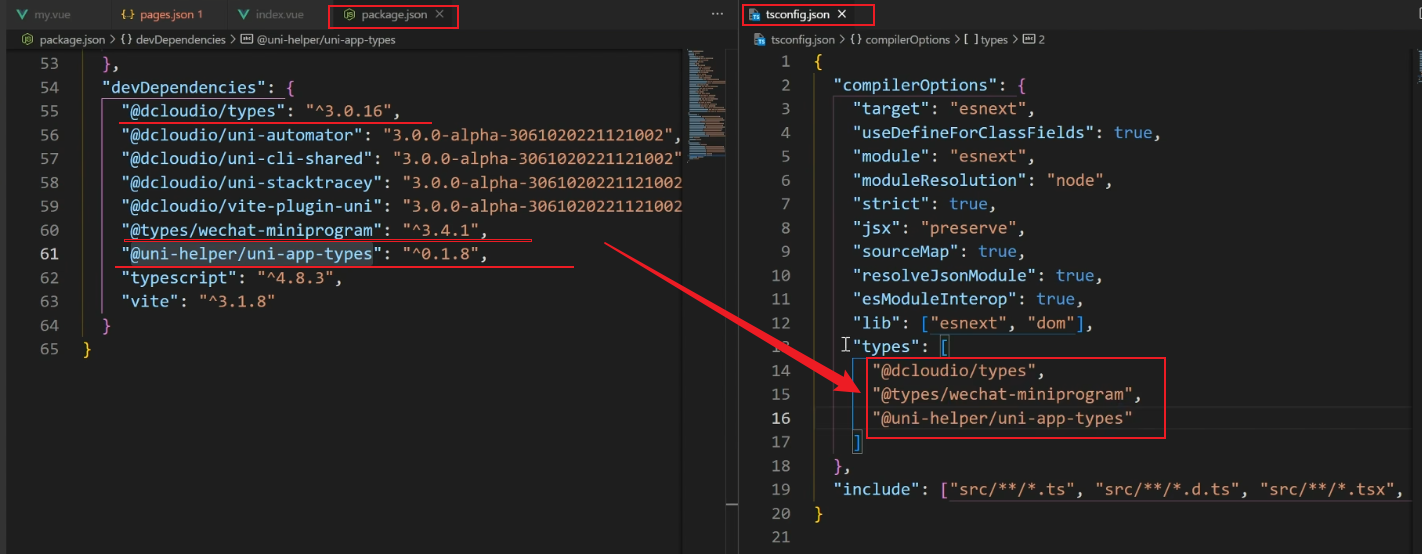 my.vue
pages.json 1
index.vue
package.json
package.json > {} devDependencies > @uni-helper/uni-app-types
53 },
54 "devDependencies": {
55 "@dcloudio/types": "^3.0.16",
56 "@dcloudio/uni-automator": "3.0.0-alpha-3061020221121002",
57 "@dcloudio/uni-cli-shared": "3.0.0-alpha-3061020221121002"
58 "@dcloudio/uni-stacktracey": "3.0.0-alpha-3061020221121002
59 "@dcloudio/vite-plugin-uni": "3.0.0-alpha-3061020221121002
60 "@types/wechat-miniprogram": "^3.4.1",
61 "@uni-helper/uni-app-types": "^0.1.8",
62 "typescript": "^4.8.3",
63 "vite": "^3.1.8"
64 }
65 }
tsconfig.json
tsconfig.json > {} compilerOptions > [ ] types > 2
1 {
2 "compilerOptions": {
3 "target": "esnext",
4 "useDefineForClassFields": true,
5 "module": "esnext",
6 "moduleResolution": "node",
7 "strict": true,
8 "jsx": "preserve",
9 "sourceMap": true,
10 "resolveJsonModule": true,
11 "esModuleInterop": true,
12 "lib": ["esnext", "dom"],
13 "types": [
14 "@dcloudio/types",
15 "@types/wechat-miniprogram",
16 "@uni-helper/uni-app-types"
17 ]
18 },
19 "include": ["src/**/*.ts", "src/**/*.d.ts", "src/**/*.tsx",
20 }
21